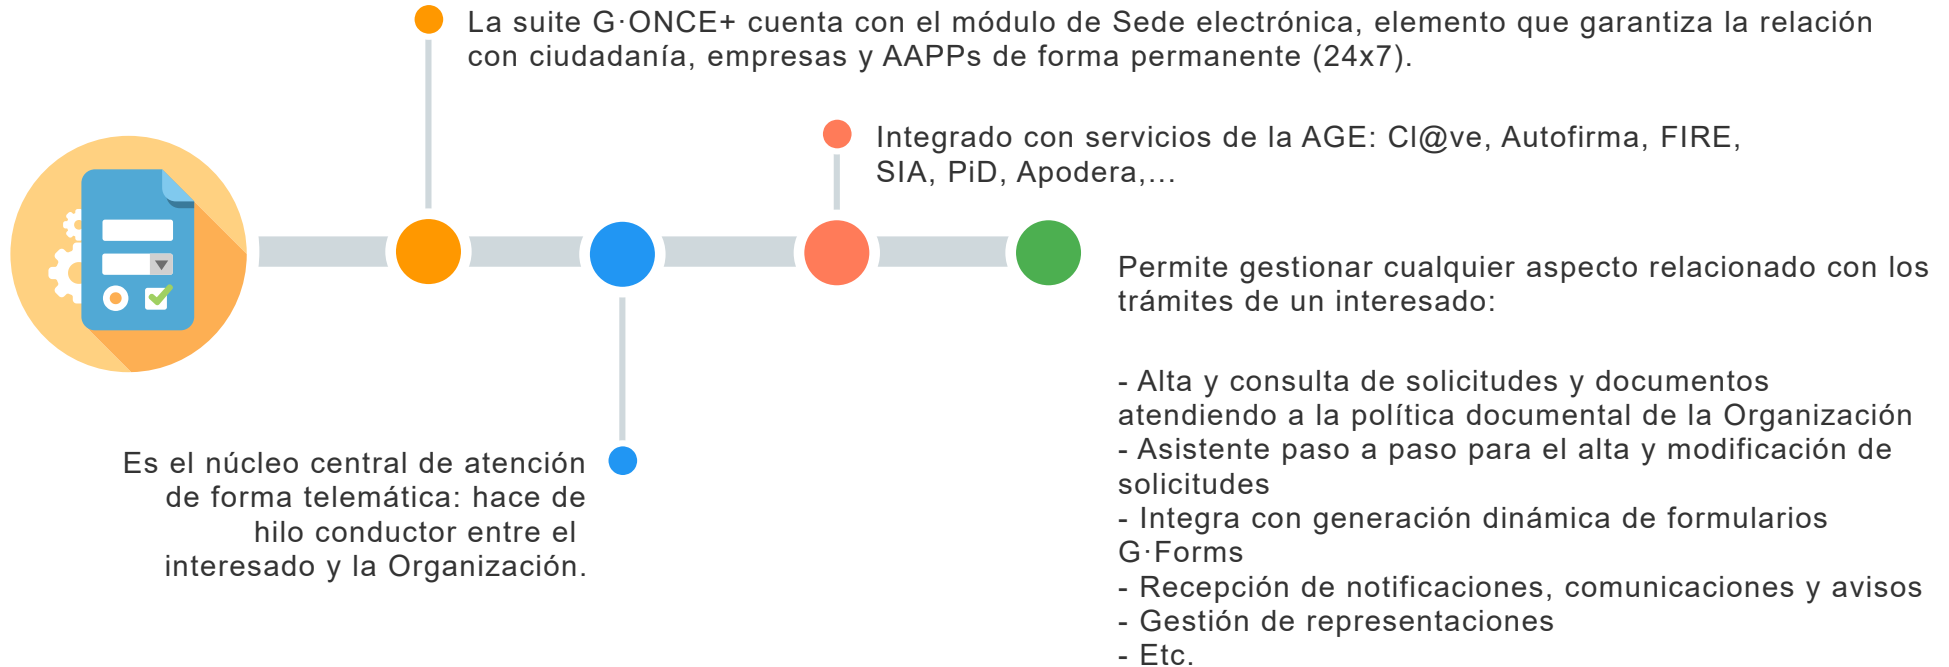 La suite G·ONCE+ cuenta con el módulo de Sede electrónica, elemento que garantiza la relación
con ciudadanía, empresas y AAPPs de forma permanente (24x7).
Integrado con servicios de la AGE: Cl@ve, Autofirma, FIRE,
SIA, PiD, Apodera,...
Es el núcleo central de atención
de forma telemática: hace de
hilo conductor entre el
interesado y la Organización.
Permite gestionar cualquier aspecto relacionado con los
trámites de un interesado:
- Alta y consulta de solicitudes y documentos
atendiendo a la política documental de la Organización
- Asistente paso a paso para el alta y modificación de
solicitudes
- Integra con generación dinámica de formularios
G·Forms
- Recepción de notificaciones, comunicaciones y avisos
- Gestión de representaciones
- Etc.